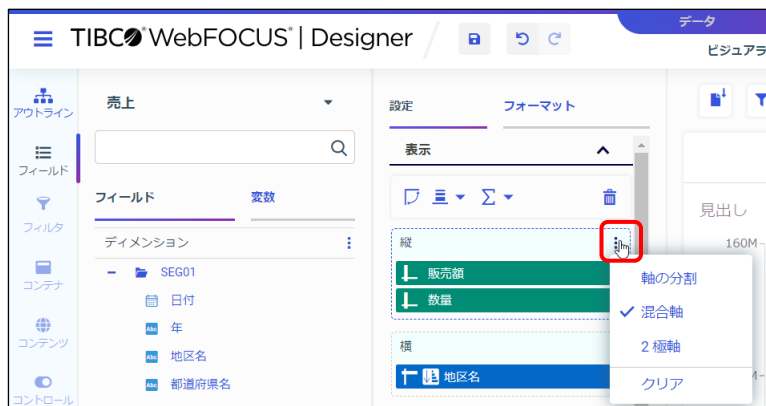 TIBCO WebFOCUS® | Designer
データ
ビジュアラ
アウトライン
フィールド
フィルタ
コンテナ
コンテンツ
コントロール
売上
フィールド
変数
ディメンション
SEG01
日付
Abc 年
Abc 地区名
Abc 都道府県名
設定
フォーマット
表示
縦
販売額
数量
横
地区名
軸の分割
混合軸
2 極軸
クリア
見出し
160M